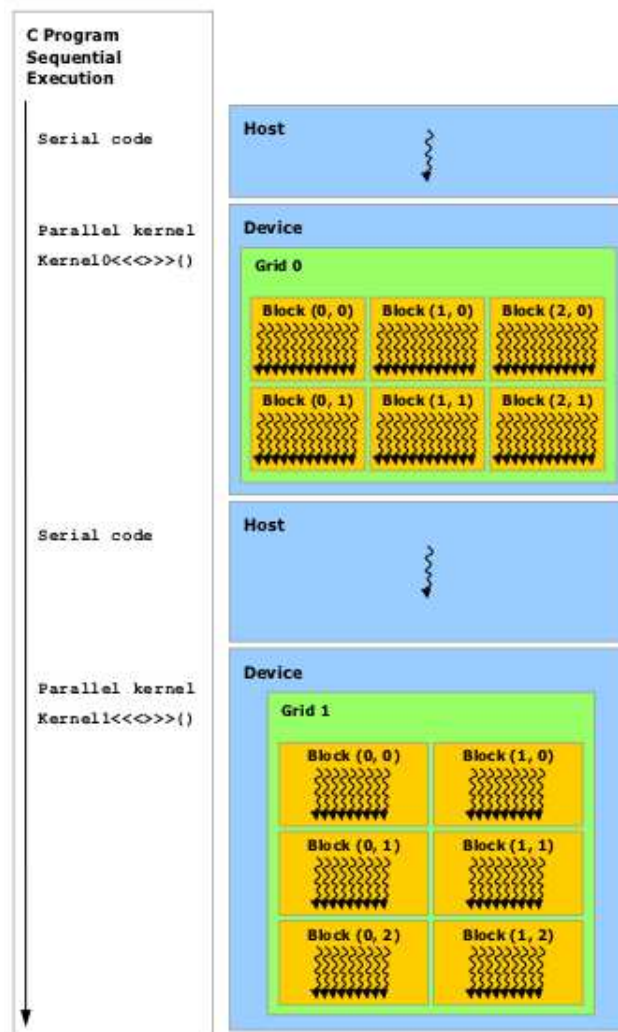 C Program
Sequential
Execution
Serial code
Host
Parallel kernel
Kernel0<<<>>>()
Device
Grid 0
Block (0, 0)
Block (1, 0)
Block (2, 0)
Block (0, 1)
Block (1, 1)
Block (2, 1)
Serial code
Host
Parallel kernel
Kernel1<<<>>>()
Device
Grid 1
Block (0, 0)
Block (1, 0)
Block (0, 1)
Block (1, 1)
Block (0, 2)
Block (1, 2)